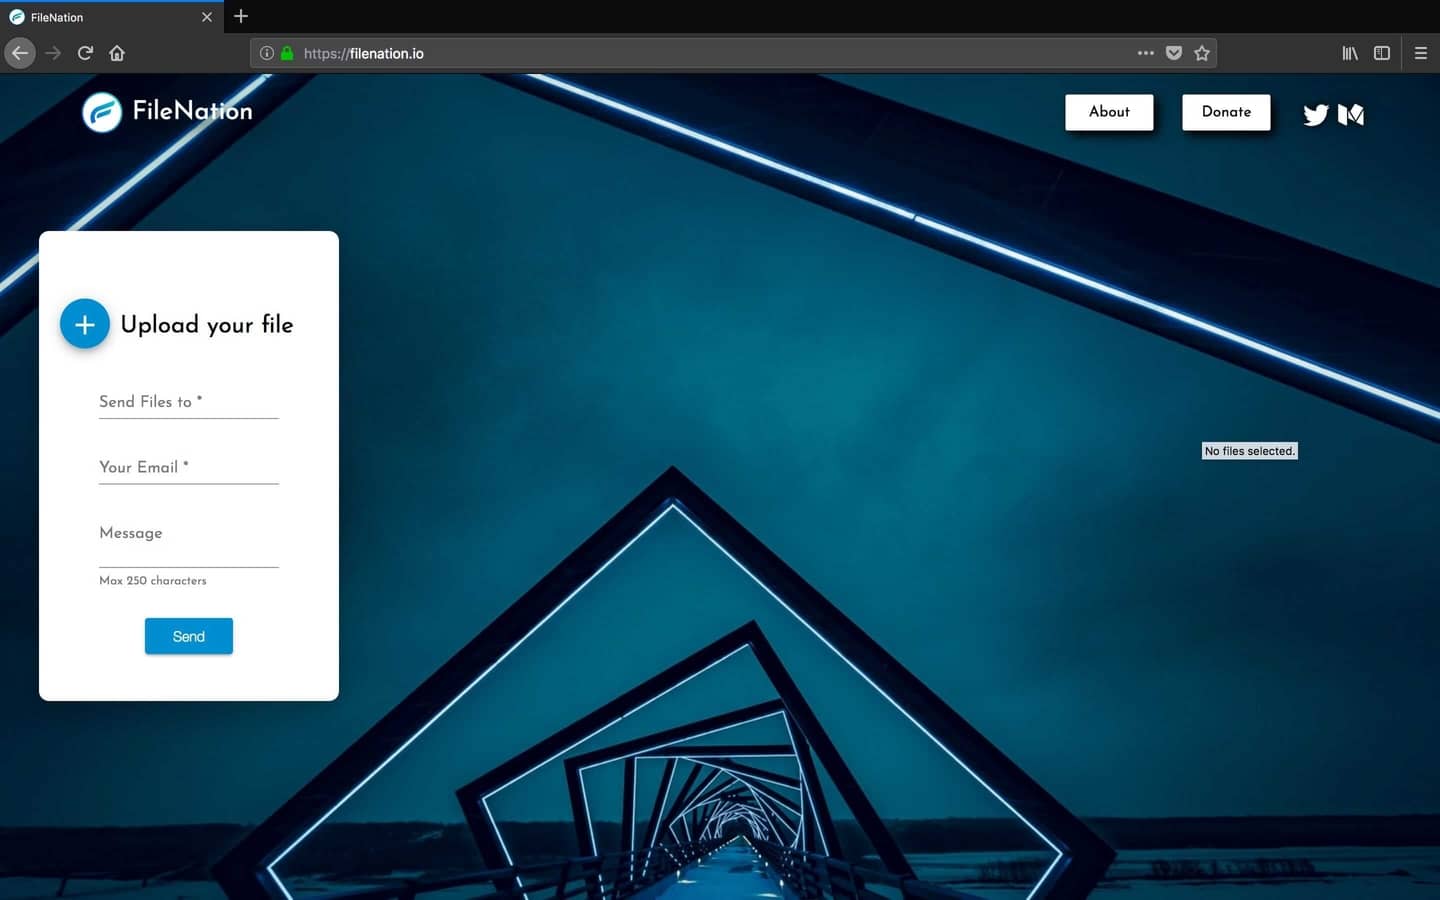 FileNation
https://filenation.io
FileNation
About
Donate
Upload your file
Send Files to *
Your Email *
Message
Max 250 characters
Send
No files selected.